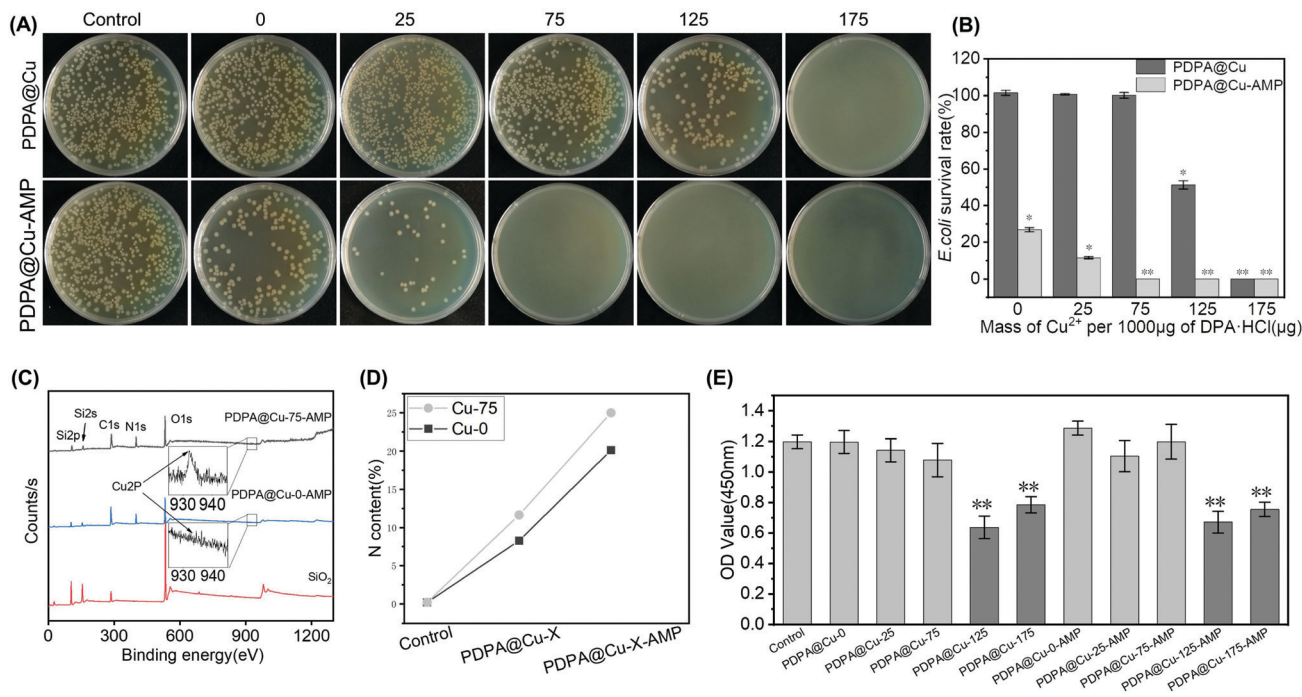 (A)
Control 0 25 75 125 175
PDPA@Cu
PDPA@Cu-AMP
(B)
120
100
80
60
40
20
0
E.coli survival rate(%)
PDPA@Cu
PDPA@Cu-AMP
*
*
**
*
**
**
**
0 25 75 125 175
Mass of Cu²⁺ per 1000μg of DPA·HCl(μg)
(C)
Counts/s
Si2p
Si2s
C1s
N1s
O1s
PDPA@Cu-75-AMP
Cu2P
930 940
PDPA@Cu-0-AMP
930 940
SiO₂
0 300 600 900 1200
Binding energy(eV)
(D)
N content(%)
25
20
15
10
5
0
Cu-75
Cu-0
Control
PDPA@Cu-X
PDPA@Cu-X-AMP
(E)
OD Value(450nm)
1.4
1.2
1.0
0.8
0.6
0.4
0.2
0.0
**
**
**
**
Control
PDPA@Cu-0
PDPA@Cu-25
PDPA@Cu-75
PDPA@Cu-125
PDPA@Cu-175
PDPA@Cu-0-AMP
PDPA@Cu-25-AMP
PDPA@Cu-75-AMP
PDPA@Cu-125-AMP
PDPA@Cu-175-AMP